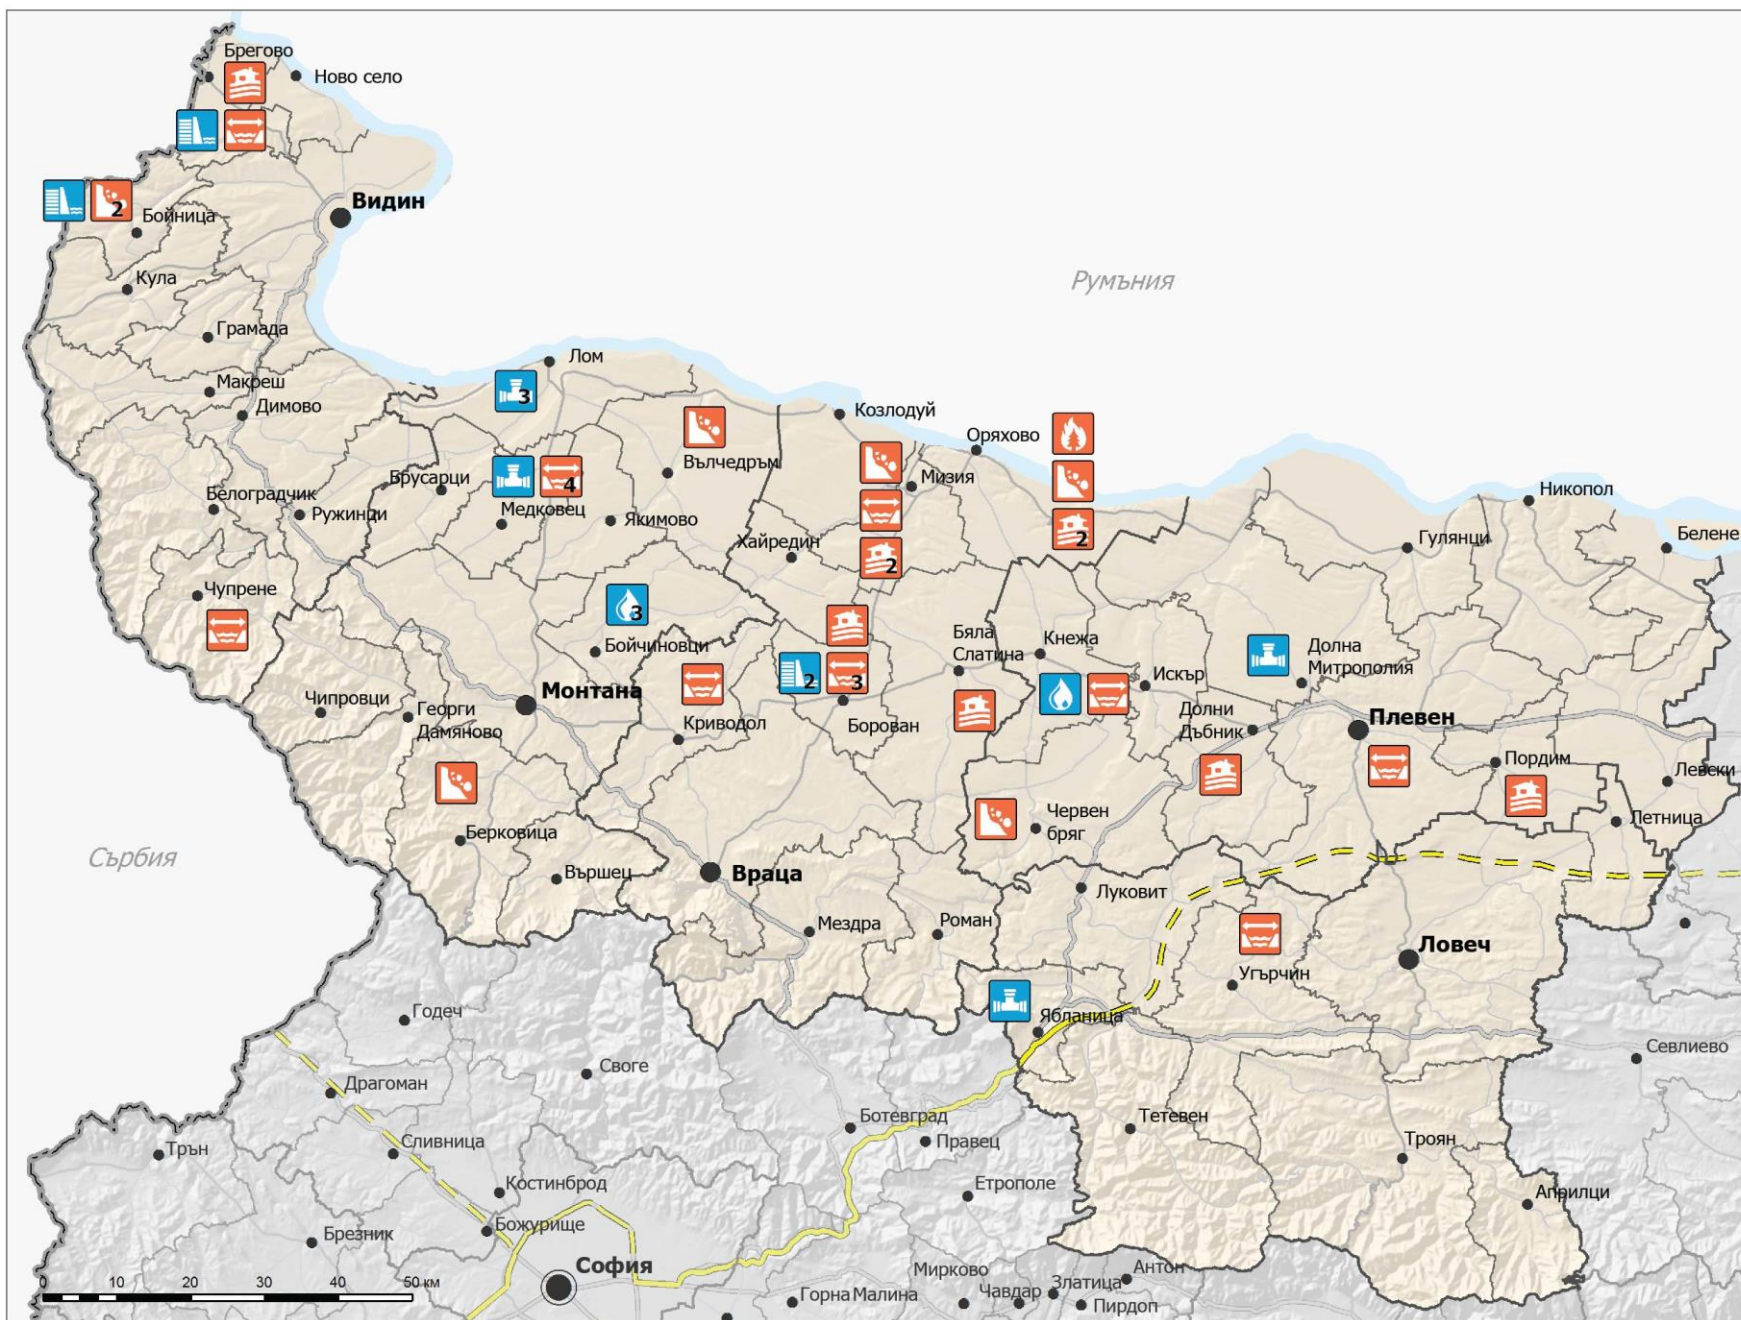 Брегово
Ново село
2
Бойница
Видин
Кула
Румъния
Грамада
Лом
Макреш
3
Димово
Козлодуй
Оряхово
Вълчедръм
Брусарци
4
Мизия
Никопол
Белоградчик
Ружинци
Медковец
Якимово
2
Гулянци
Белене
Хайредин
2
Чупрене
3
Бойчиновци
Бяла
Слатина
Кнежа
Долна
Митрополия
2
3
Искър
Чипровци
Монтана
Георги
Дамяново
Криводол
Борован
Долни
Дъбник
Плевен
Пордим
Левски
Берковица
Червен
бряг
Летница
Сърбия
Вършец
Враца
Луковит
Мездра
Роман
Ловеч
Угърчин
Годеч
Ябланица
Своге
Севлиево
Драгоман
Ботевград
Правец
Тетевен
Троян
Трън
Сливница
Костинброд
Етрополе
Априлци
Брезник
Божурище
София
Мирково
Златица
Антон
0 10 20 30 40 50 км
Горна Малина
Чавдар
Пирдоп